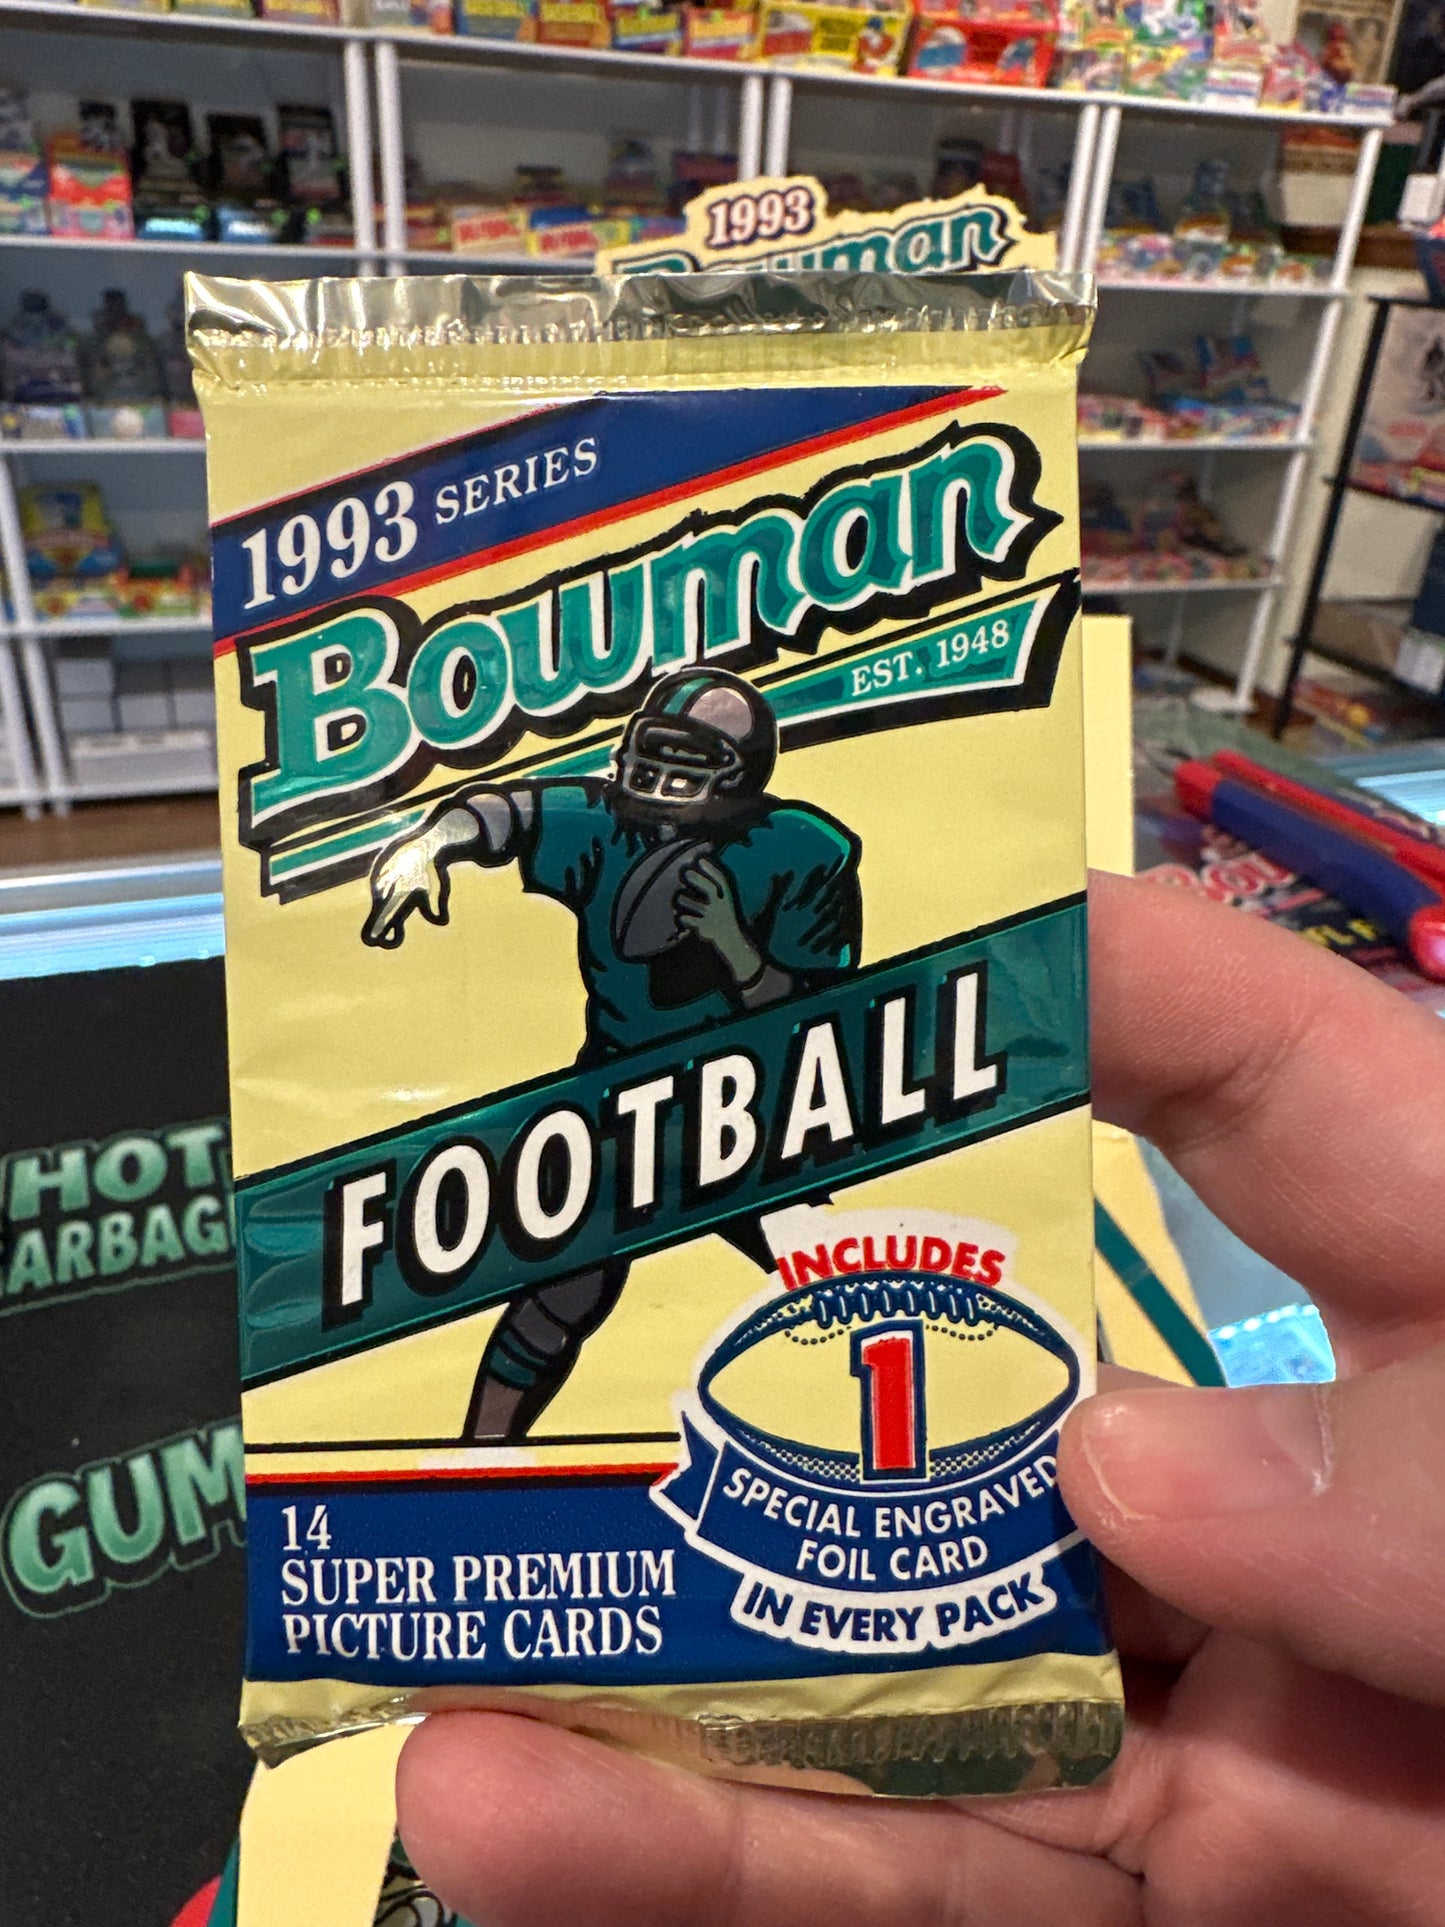 1993
Bowman
1993 SERIES
Bowman
EST. 1948
FOOTBALL
INCLUDES
1
SPECIAL ENGRAVED
FOIL CARD
IN EVERY PACK
14
SUPER PREMIUM
PICTURE CARDS
HOT
GUM